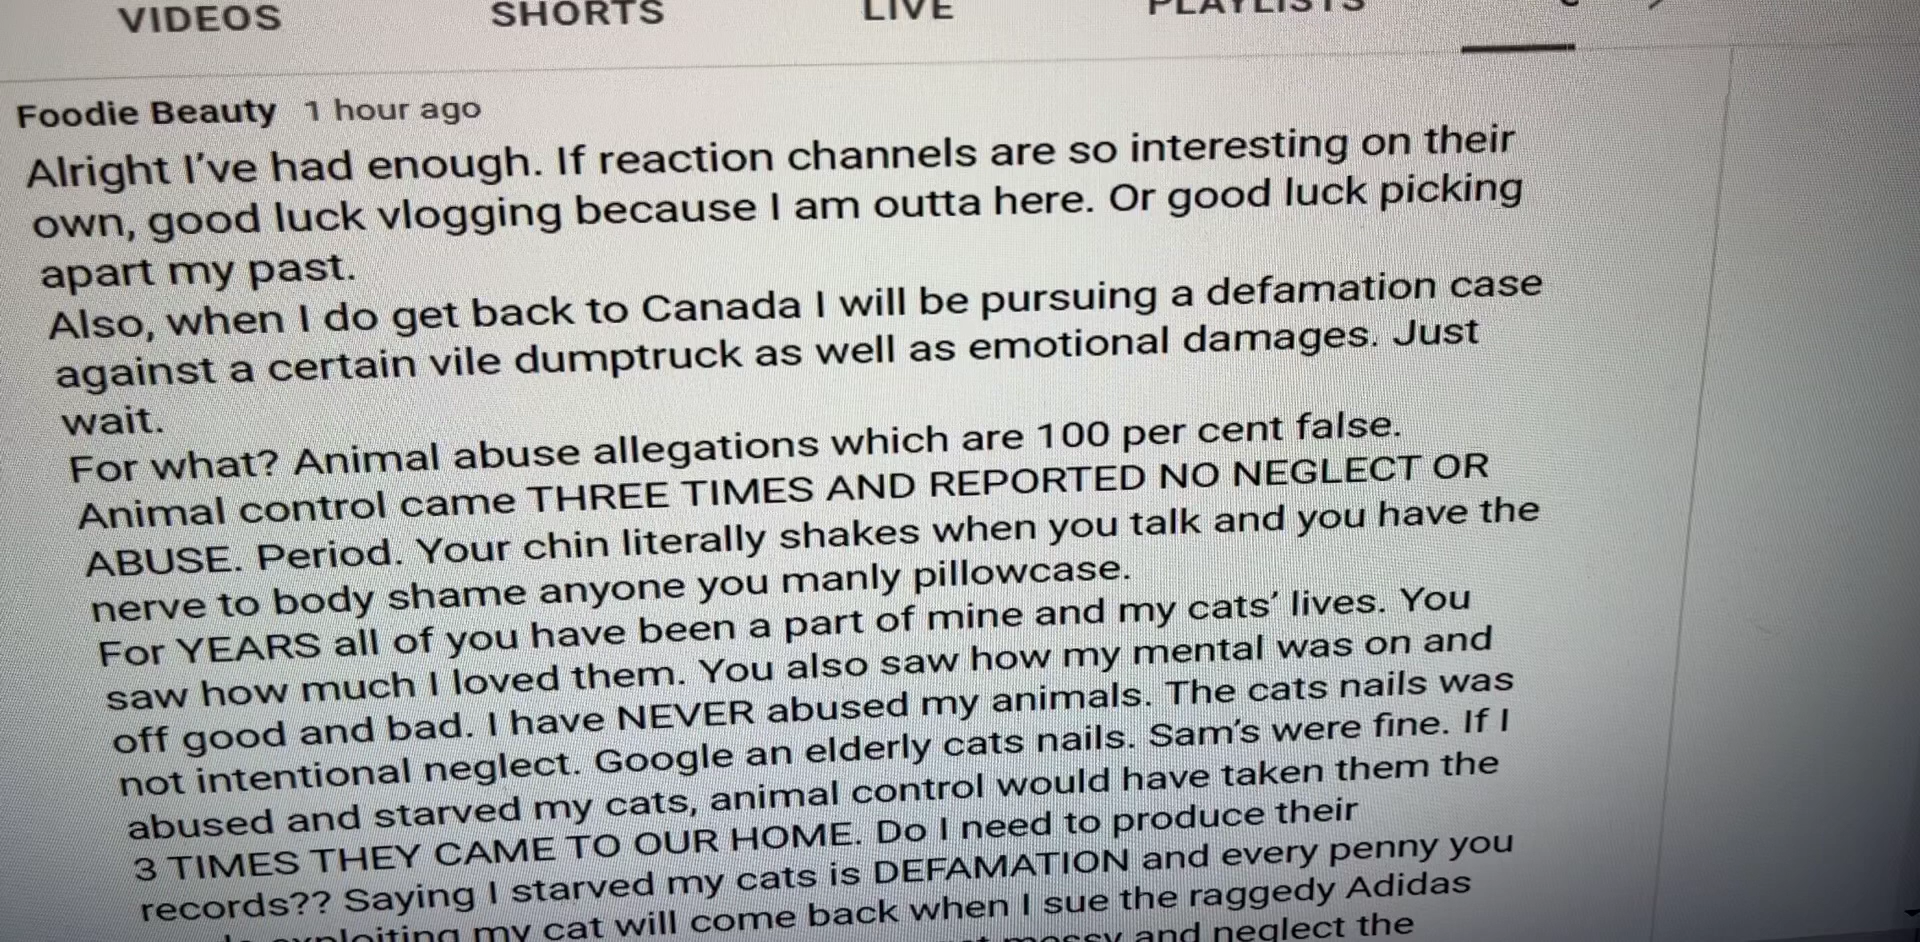 VIDEOS SHORTS LIVE PLAYLISTS
Foodie Beauty 1 hour ago
Alright I've had enough. If reaction channels are so interesting on their
own, good luck vlogging because I am outta here. Or good luck picking
apart my past.
Also, when I do get back to Canada I will be pursuing a defamation case
against a certain vile dumptruck as well as emotional damages. Just
wait.
For what? Animal abuse allegations which are 100 per cent false.
Animal control came THREE TIMES AND REPORTED NO NEGLECT OR
ABUSE. Period. Your chin literally shakes when you talk and you have the
nerve to body shame anyone you manly pillowcase.
For YEARS all of you have been a part of mine and my cats' lives. You
saw how much I loved them. You also saw how my mental was on and
off good and bad. I have NEVER abused my animals. The cats nails was
not intentional neglect. Google an elderly cats nails. Sam's were fine. If I
abused and starved my cats, animal control would have taken them the
3 TIMES THEY CAME TO OUR HOME. Do I need to produce their
records?? Saying I starved my cats is DEFAMATION and every penny you
exploiting my cat will come back when I sue the raggedy Adidas
messy and neglect the